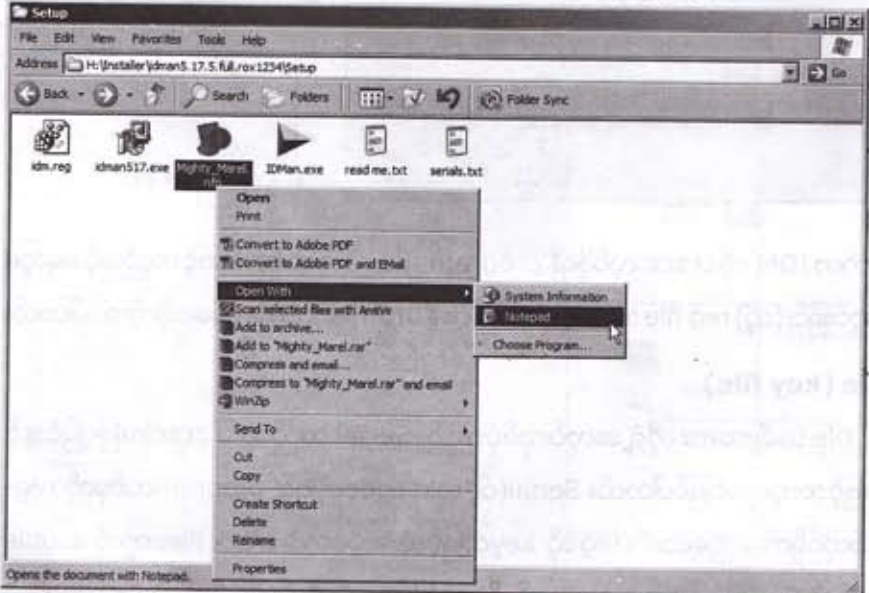 Setup
File Edit View Favorites Tools Help
Address H:\Installer\idman5.17.5.full.rox1234\Setup Go
Back Search Folders Folder Sync
idm.reg idman517.exe Mighty_Marel.nfo IDMan.exe read me.txt serials.txt
Open
Print
Convert to Adobe PDF
Convert to Adobe PDF and EMail
Open With
System Information
Scan selected files with AntiVir
Notepad
Add to archive...
Add to "Mighty_Marel.rar"
Choose Program...
Compress and email...
Compress to "Mighty_Marel.rar" and email
WinZip
Send To
Cut
Copy
Create Shortcut
Delete
Rename
Properties
Opens the document with Notepad.